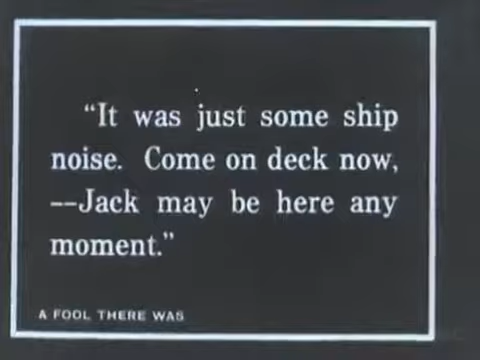 “It was just some ship
noise. Come on deck now,
--Jack may be here any
moment.”
A FOOL THERE WAS